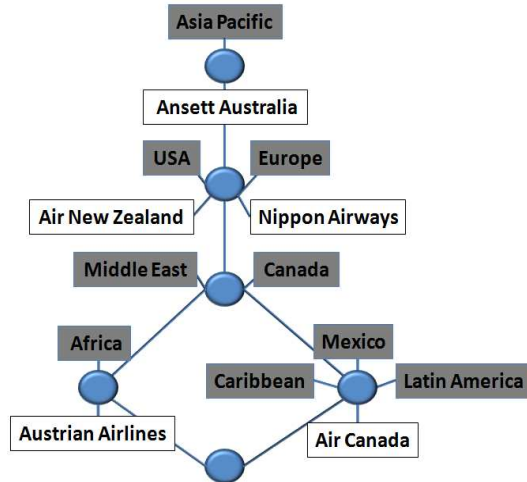 Asia Pacific
Ansett Australia
USA
Europe
Air New Zealand
Nippon Airways
Middle East
Canada
Africa
Mexico
Caribbean
Latin America
Austrian Airlines
Air Canada